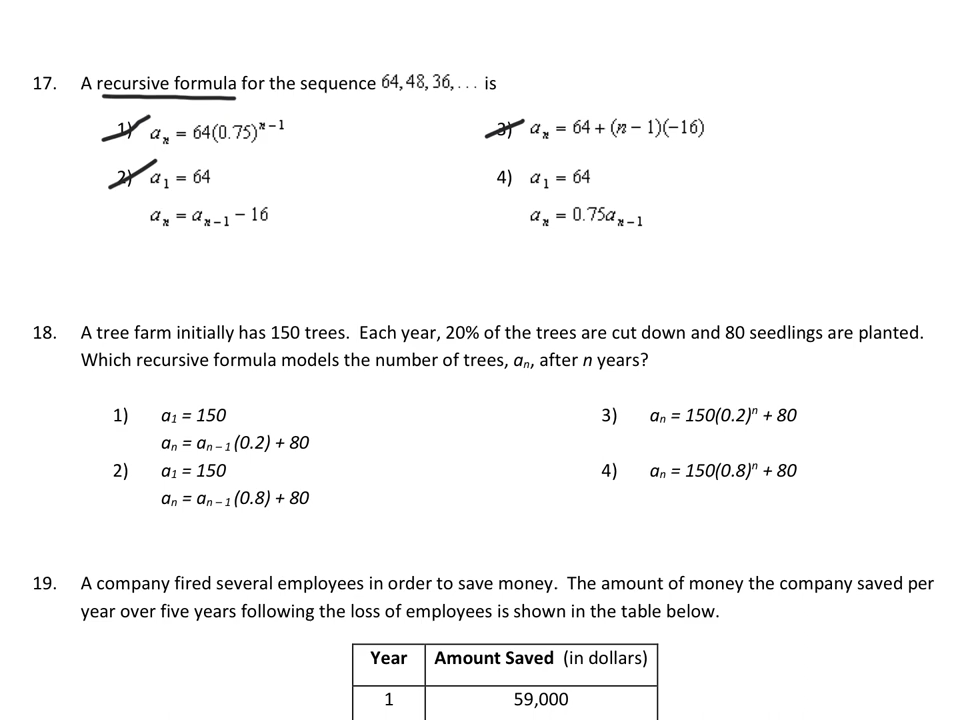 17. A recursive formula for the sequence 64, 48, 36, . . . is
1) aₙ = 64(0.75)ⁿ⁻¹
3) aₙ = 64 + (n − 1)(−16)
2) a₁ = 64
4) a₁ = 64
aₙ = aₙ₋₁ − 16
aₙ = 0.75aₙ₋₁
18. A tree farm initially has 150 trees. Each year, 20% of the trees are cut down and 80 seedlings are planted.
Which recursive formula models the number of trees, aₙ, after n years?
1) a₁ = 150
3) aₙ = 150(0.2)ⁿ + 80
aₙ = aₙ₋₁(0.2) + 80
2) a₁ = 150
4) aₙ = 150(0.8)ⁿ + 80
aₙ = aₙ₋₁(0.8) + 80
19. A company fired several employees in order to save money. The amount of money the company saved per
year over five years following the loss of employees is shown in the table below.
Year Amount Saved (in dollars)
1 59,000